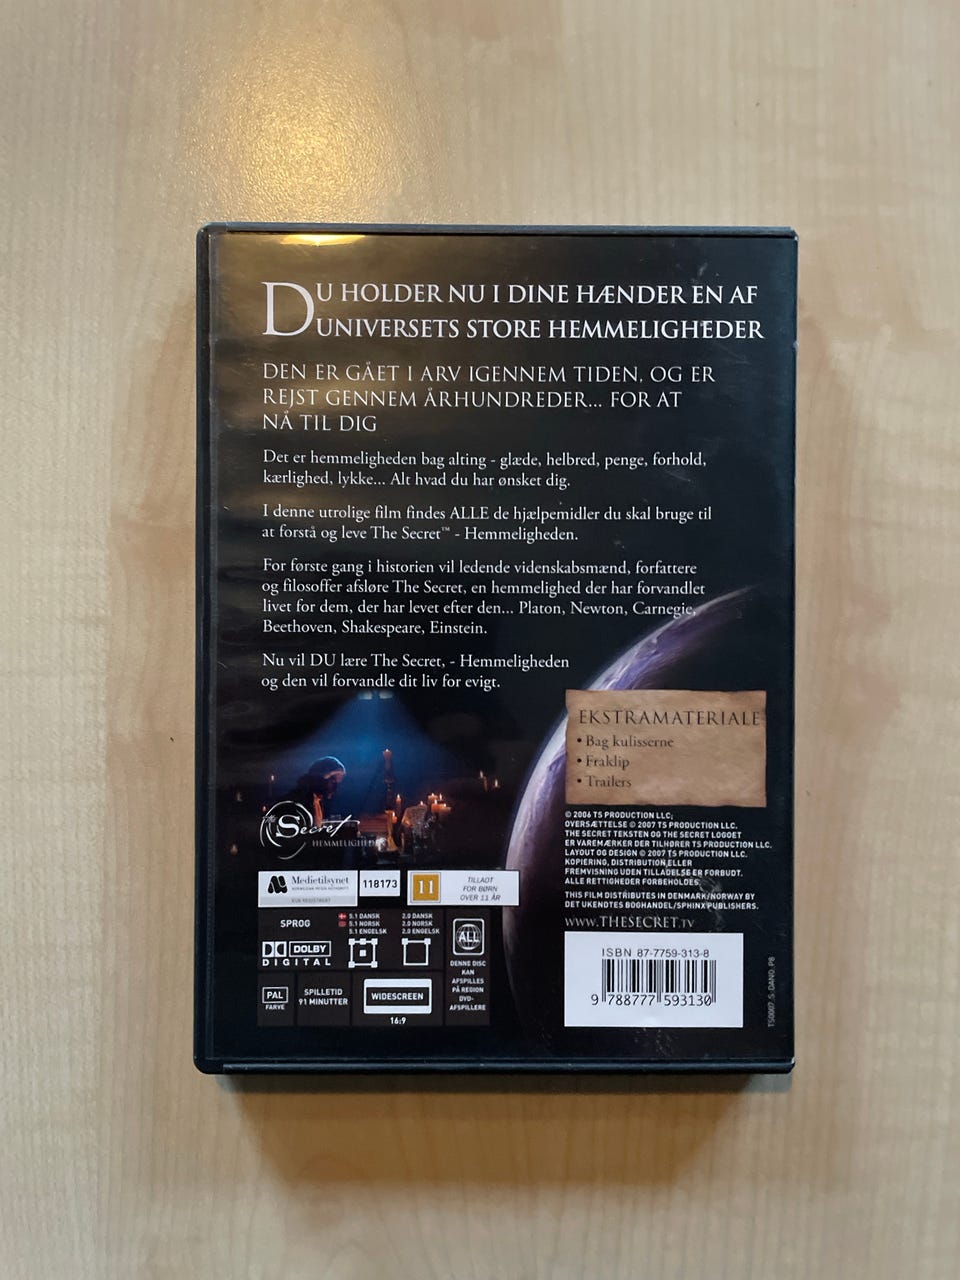 DU HOLDER NU I DINE HÆNDER EN AF
UNIVERSETS STORE HEMMELIGHEDER
DEN ER GÅET I ARV IGENNEM TIDEN, OG ER
REJST GENNEM ÅRHUNDREDER... FOR AT
NÅ TIL DIG
Det er hemmeligheden bag alting - glæde, helbred, penge, forhold,
kærlighed, lykke... Alt hvad du har ønsket dig.
I denne utrolige film findes ALLE de hjælpemidler du skal bruge til
at forstå og leve The Secret™ - Hemmeligheden.
For første gang i historien vil ledende videnskabsmænd, forfattere
og filosoffer afsløre The Secret, en hemmelighed der har forvandlet
livet for dem, der har levet efter den... Platon, Newton, Carnegie,
Beethoven, Shakespeare, Einstein.
Nu vil DU lære The Secret, - Hemmeligheden
og den vil forvandle dit liv for evigt.
EKSTRAMATERIALE
• Bag kulisserne
• Fraklip
• Trailers
The Secret
HEMMELIGHEDEN
© 2006 TS PRODUCTION LLC;
OVERSÆTTELSE © 2007 TS PRODUCTION LLC.
THE SECRET TEKSTEN OG THE SECRET LOGOET
ER VAREMÆRKER DER TILHØRER TS PRODUCTION LLC.
LAYOUT OG DESIGN © 2007 TS PRODUCTION LLC.
KOPIERING, DISTRIBUTION ELLER
FREMVISNING UDEN TILLADELSE ER FORBUDT.
ALLE RETTIGHEDER FORBEHOLDES.
THIS FILM DISTRIBUTES IN DENMARK/NORWAY BY
DET UKENDTES BOGHANDEL/SPHINX PUBLISHERS.
WWW.THESECRET.TV
Medietilsynet
NORWEGIAN MEDIA AUTHORITY
118173
11
TILLADT
FOR BØRN
OVER 11 ÅR
SPROG
5.1 DANSK
5.1 NORSK
5.1 ENGELSK
2.0 DANSK
2.0 NORSK
2.0 ENGELSK
DOLBY
DIGITAL
ALL
DENNE DISC
KAN
AFSPILLES
PÅ REGION
DVD-
AFSPILLERE
PAL
FARVE
SPILLETID
91 MINUTTER
WIDESCREEN
16:9
ISBN 87-7759-313-8
9 788777 593130
TS0007_S_DAND_P8